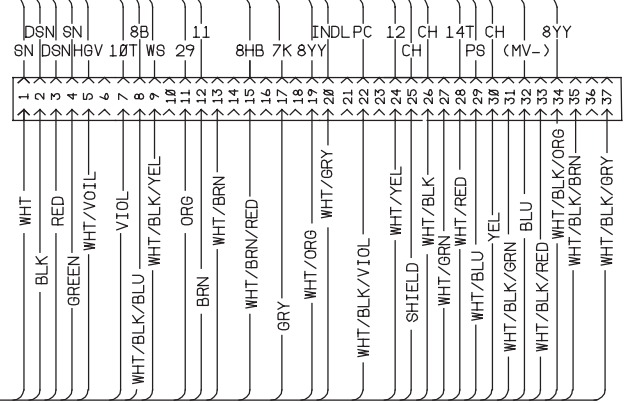 DSN SN 8B 11 INDL PC 12 CH 14T CH 8YY
SN DSN HGV 10T WS 29 8HB 7K 8YY CH PS (MV-)
1 2 3 4 5 6 7 8 9 10 11 12 13 14 15 16 17 18 19 20 21 22 23 24 25 26 27 28 29 30 31 32 33 34 35 36 37
WHT
BLK
RED
GREEN
WHT/VOIL
VIOL
WHT/BLK/BLU
WHT/BLK/YEL
ORG
BRN
WHT/BRN
WHT/BRN/RED
GRY
WHT/ORG
WHT/GRY
WHT/BLK/VIOL
WHT/YEL
SHIELD
WHT/BLK
WHT/GRN
WHT/RED
WHT/BLU
YEL
WHT/BLK/GRN
BLU
WHT/BLK/RED
WHT/BLK/ORG
WHT/BLK/BRN
WHT/BLK/GRY